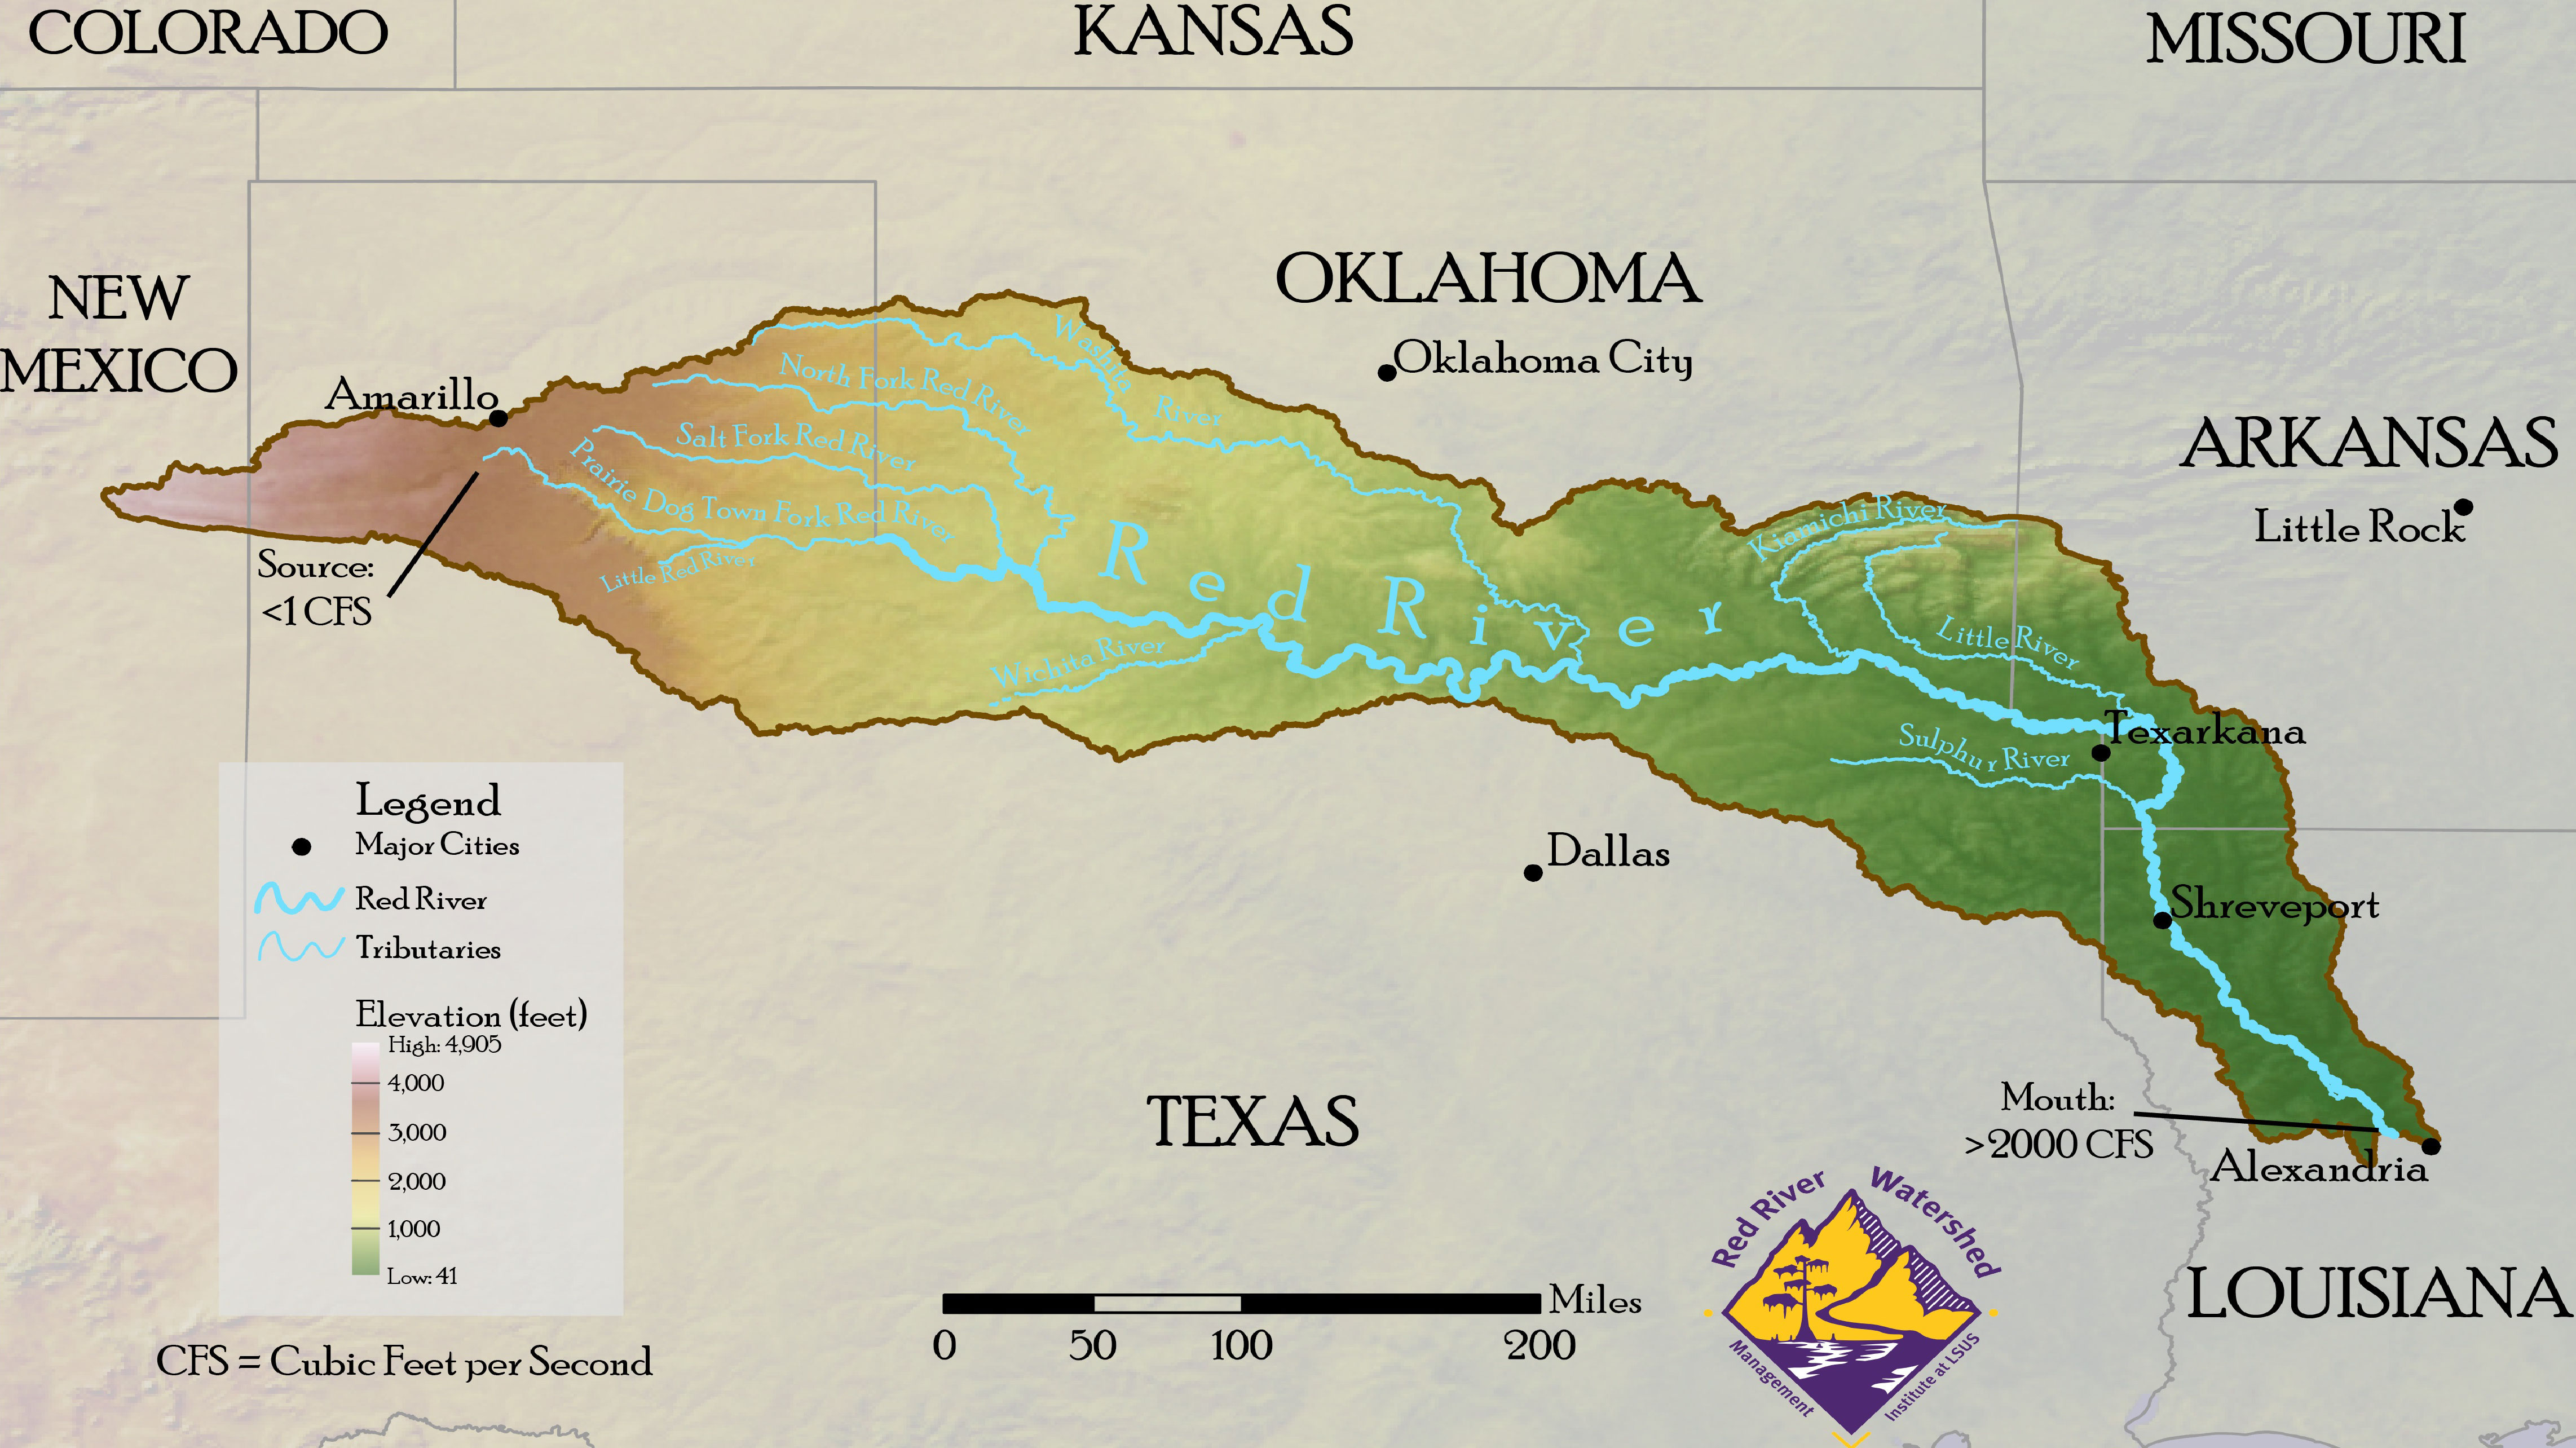 COLORADO
KANSAS
MISSOURI
NEW
MEXICO
OKLAHOMA
Oklahoma City
Amarillo
Washita
River
North Fork Red River
Salt Fork Red River
Prairie Dog Town Fork Red River
Little Red River
Source:
<1 CFS
Red River
Wichita River
Kiamichi River
Little River
ARKANSAS
Little Rock
Texarkana
Sulphur River
Dallas
Shreveport
Legend
Major Cities
Red River
Tributaries
Elevation (feet)
High: 4,905
4,000
3,000
2,000
1,000
Low: 41
CFS = Cubic Feet per Second
TEXAS
Mouth:
>2000 CFS
Alexandria
LOUISIANA
Miles
0 50 100 200
Red River Watershed
Management Institute at LSUS